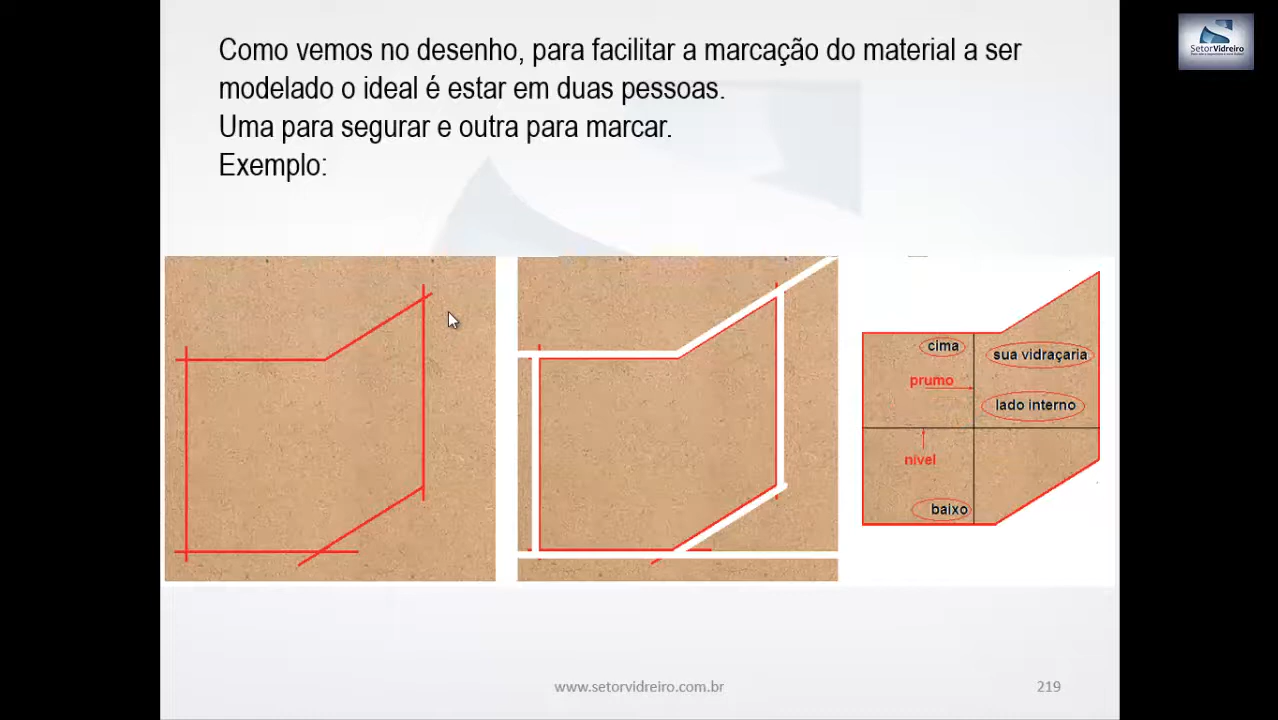 SetorVidreiro
Como vemos no desenho, para facilitar a marcação do material a ser
modelado o ideal é estar em duas pessoas.
Uma para segurar e outra para marcar.
Exemplo:
cima
sua vidraçaria
prumo
lado interno
nivel
baixo
www.setorvidreiro.com.br
219